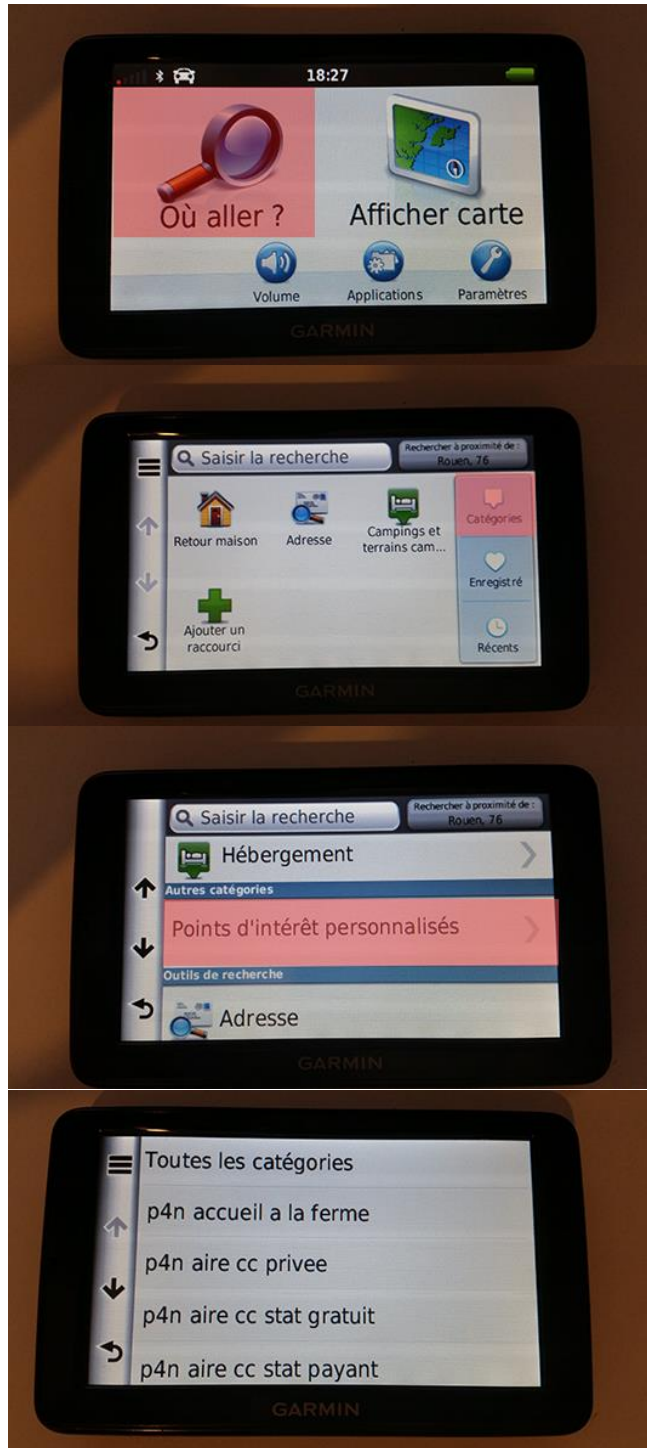 18:27
Où aller ?
Afficher carte
Volume
Applications
Paramètres
GARMIN
Saisir la recherche
Rechercher à proximité de :
Rouen, 76
Retour maison
Adresse
Campings et
terrains cam...
Catégories
Enregistré
Ajouter un
raccourci
Récents
GARMIN
Saisir la recherche
Rechercher à proximité de :
Rouen, 76
Hébergement
Autres catégories
Points d'intérêt personnalisés
Outils de recherche
Adresse
GARMIN
Toutes les catégories
p4n accueil a la ferme
p4n aire cc privee
p4n aire cc stat gratuit
p4n aire cc stat payant
GARMIN